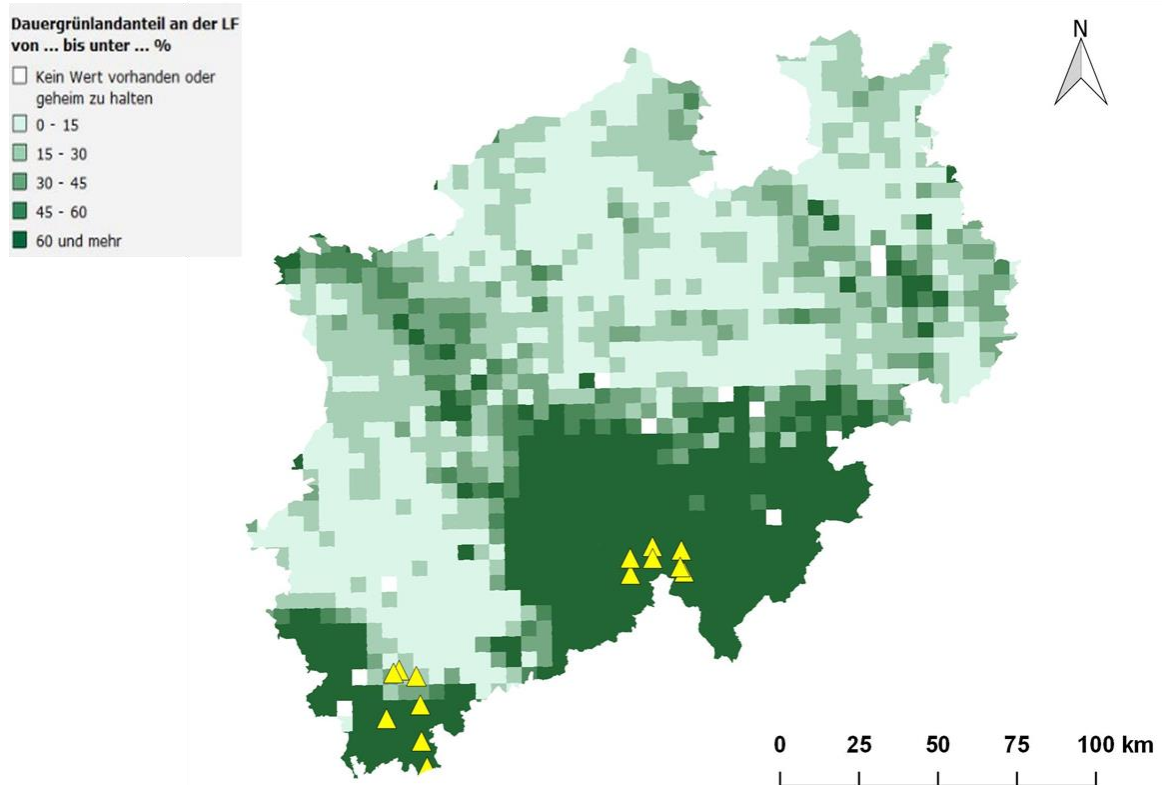 Dauergrünlandanteil an der LF
von ... bis unter ... %
Kein Wert vorhanden oder
geheim zu halten
0 - 15
15 - 30
30 - 45
45 - 60
60 und mehr
N
0 25 50 75 100 km